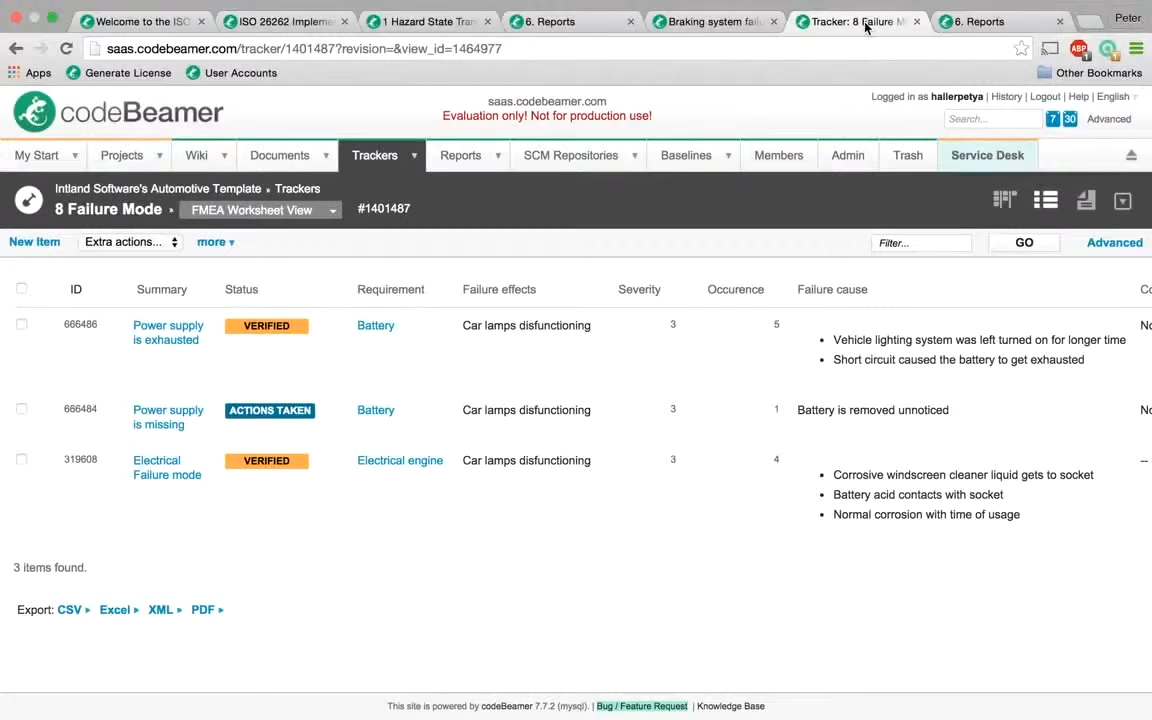 Welcome to the ISO
ISO 26262 Impleme
1 Hazard State Tran
6. Reports
Braking system failu
Tracker: 8 Failure M
6. Reports
Peter
saas.codebeamer.com/tracker/1401487?revision=&view_id=1464977
ABP
Apps
Generate License
User Accounts
Other Bookmarks
codeBeamer
saas.codebeamer.com
Evaluation only! Not for production use!
Logged in as hallerpetya | History | Logout | Help | English
Search...
7
30
Advanced
My Start
Projects
Wiki
Documents
Trackers
Reports
SCM Repositories
Baselines
Members
Admin
Trash
Service Desk
Intland Software's Automotive Template » Trackers
8 Failure Mode » FMEA Worksheet View #1401487
New Item
Extra actions...
more
Filter...
GO
Advanced
ID Summary Status Requirement Failure effects Severity Occurence Failure cause Co
666486 Power supply is exhausted VERIFIED Battery Car lamps disfunctioning 3 5
• Vehicle lighting system was left turned on for longer time
• Short circuit caused the battery to get exhausted
No
666484 Power supply is missing ACTIONS TAKEN Battery Car lamps disfunctioning 3 1 Battery is removed unnoticed No
319608 Electrical Failure mode VERIFIED Electrical engine Car lamps disfunctioning 3 4
• Corrosive windscreen cleaner liquid gets to socket
• Battery acid contacts with socket
• Normal corrosion with time of usage
--
3 items found.
Export: CSV Excel XML PDF
This site is powered by codeBeamer 7.7.2 (mysql). | Bug / Feature Request | Knowledge Base